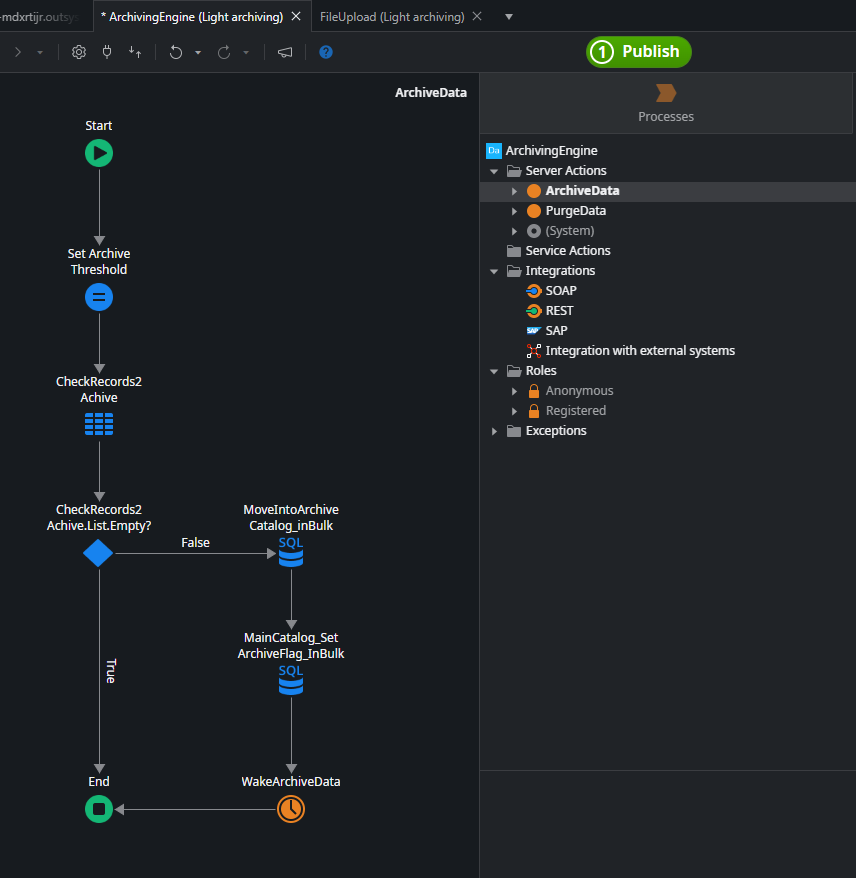 -mdxrtijr.outsy
* ArchivingEngine (Light archiving)
FileUpload (Light archiving)
1 Publish
ArchiveData
Start
Set Archive
Threshold
CheckRecords2
Achive
CheckRecords2
Achive.List.Empty?
False
MoveIntoArchive
Catalog_inBulk
SQL
True
MainCatalog_Set
ArchiveFlag_InBulk
SQL
End
WakeArchiveData
Processes
Da ArchivingEngine
Server Actions
ArchiveData
PurgeData
(System)
Service Actions
Integrations
SOAP
REST
SAP SAP
Integration with external systems
Roles
Anonymous
Registered
Exceptions